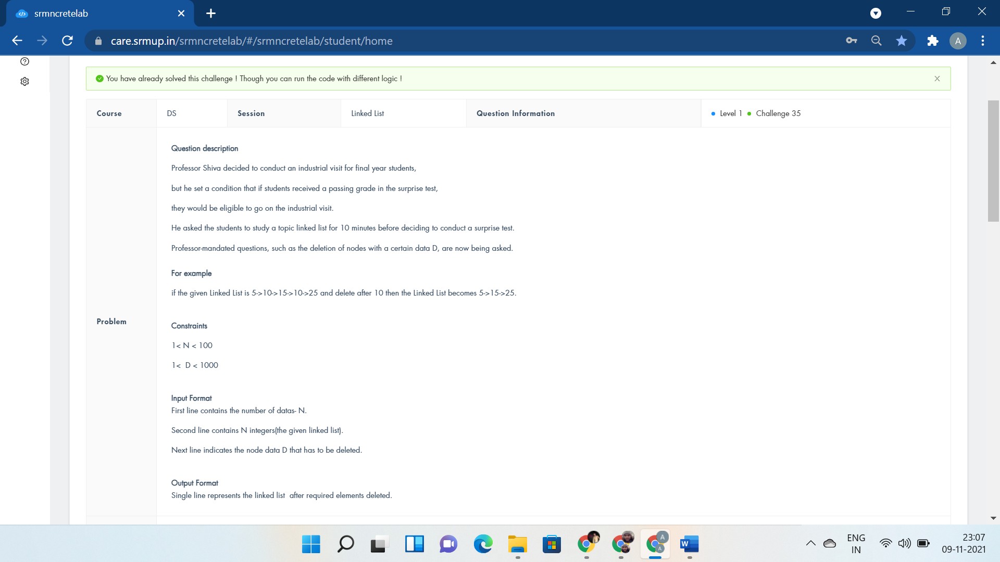 srmncretelab
care.srmup.in/srmncretelab/#/srmncretelab/student/home
A
You have already solved this challenge ! Though you can run the code with different logic !
Course
DS
Session
Linked List
Question Information
Level 1
Challenge 35
Problem
Question description
Professor Shiva decided to conduct an industrial visit for final year students,
but he set a condition that if students received a passing grade in the surprise test,
they would be eligible to go on the industrial visit.
He asked the students to study a topic linked list for 10 minutes before deciding to conduct a surprise test.
Professor-mandated questions, such as the deletion of nodes with a certain data D, are now being asked.
For example
if the given Linked List is 5->10->15->10->25 and delete after 10 then the Linked List becomes 5->15->25.
Constraints
1< N < 100
1<  D < 1000
Input Format
First line contains the number of datas- N.
Second line contains N integers(the given linked list).
Next line indicates the node data D that has to be deleted.
Output Format
Single line represents the linked list  after required elements deleted.
A
A
W
ENG
IN
23:07
09-11-2021